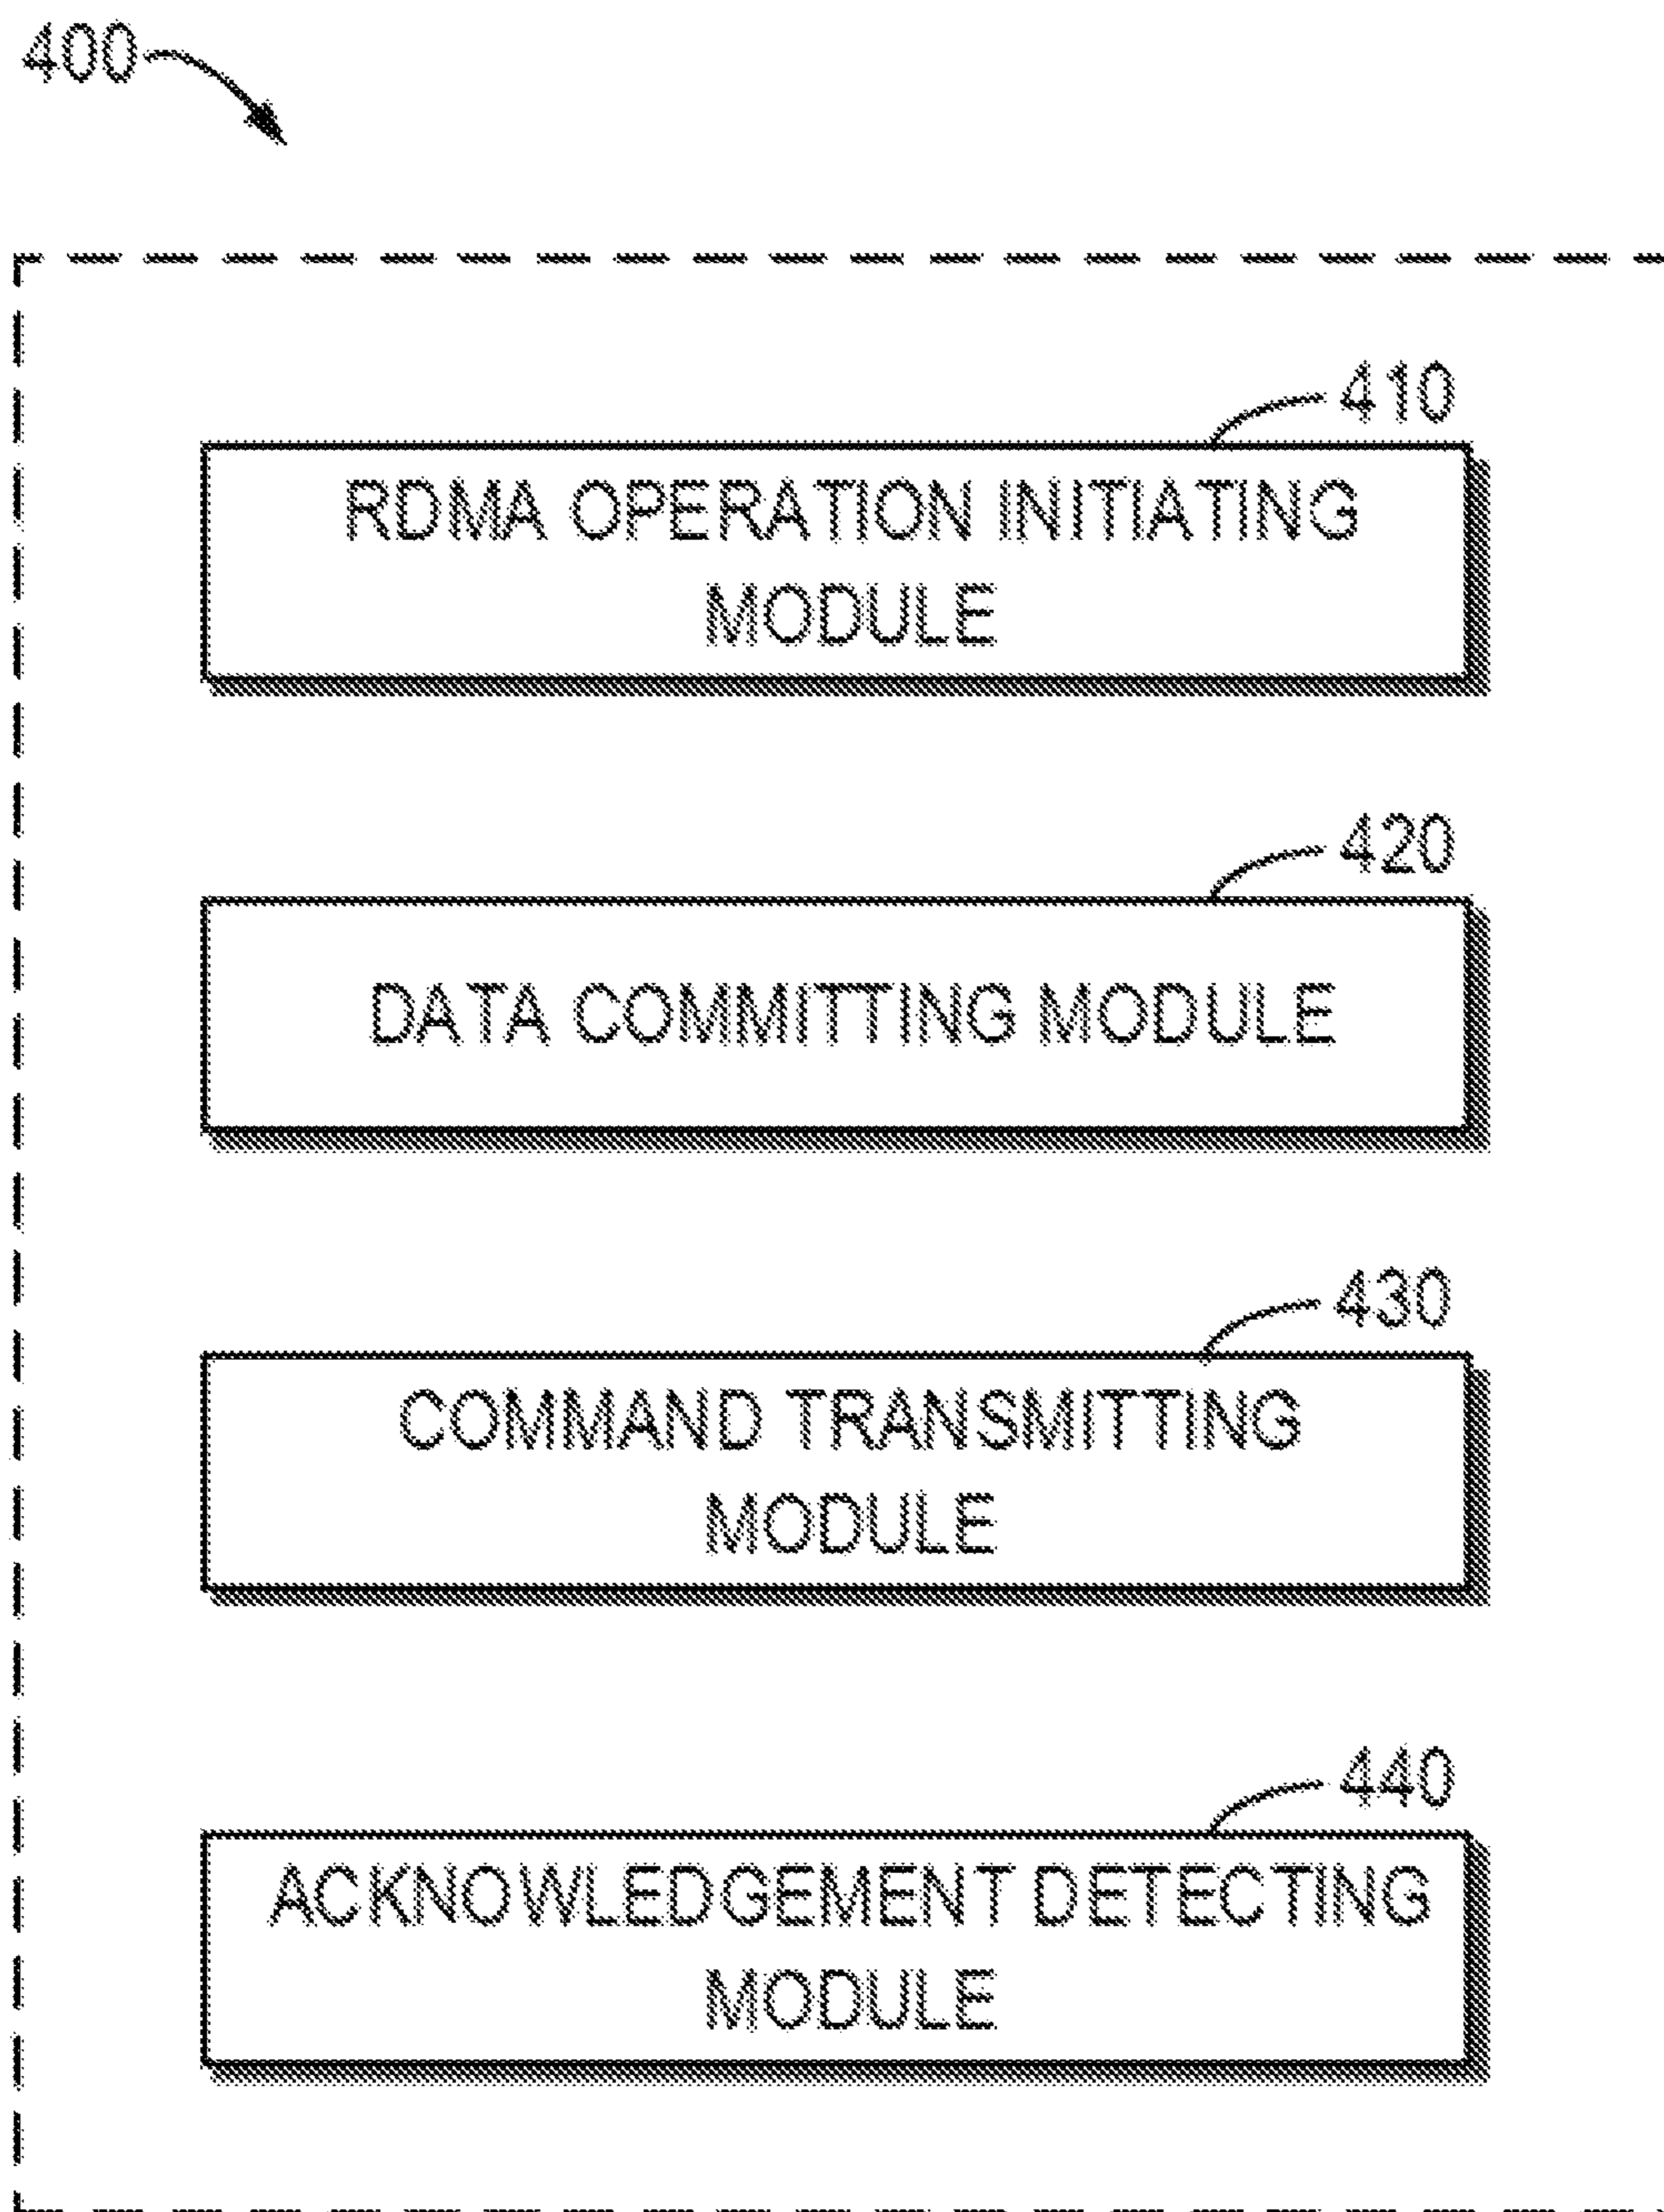 400
410
RDMA OPERATION INITIATING
MODULE
420
DATA COMMITTING MODULE
430
COMMAND TRANSMITTING
MODULE
440
ACKNOWLEDGEMENT DETECTING
MODULE